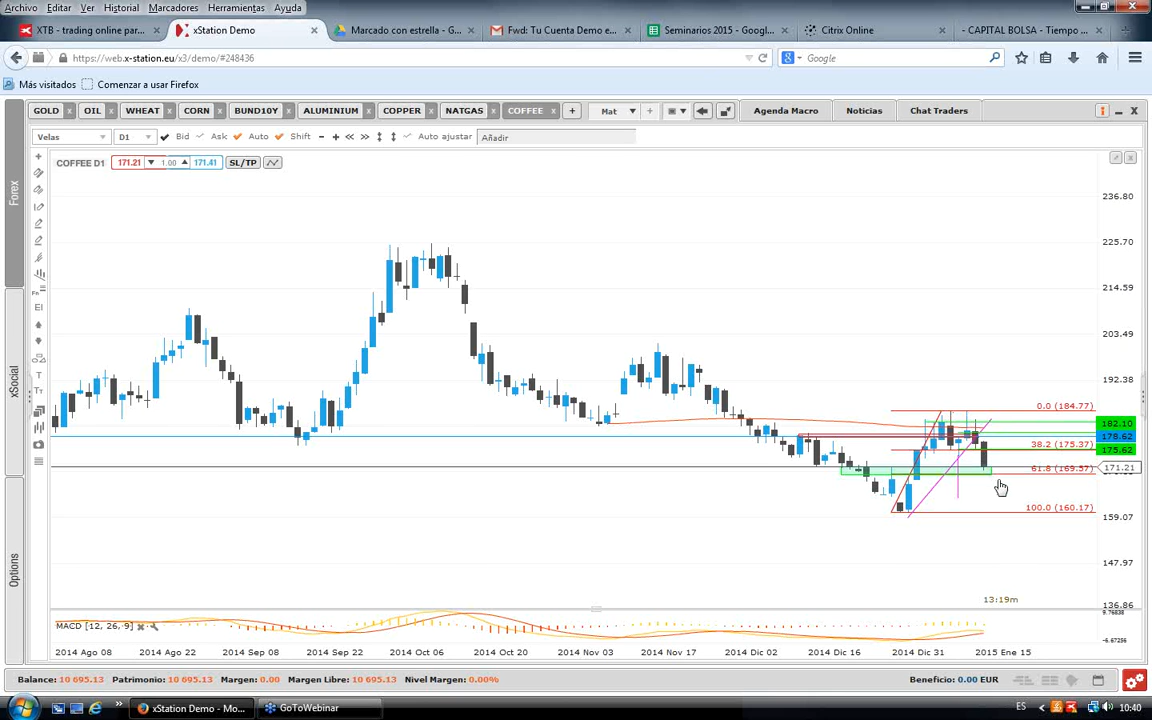 Archivo Editar Ver Historial Marcadores Herramientas Ayuda
XTB - trading online par... xStation Demo Marcado con estrella - G... Fwd: Tu Cuenta Demo e... Seminarios 2015 - Googl... Citrix Online - CAPITAL BOLSA - Tiempo ...
https://web.x-station.eu/x3/demo/#248436 Google
Más visitados Comenzar a usar Firefox
GOLD OIL WHEAT CORN BUND10Y ALUMINIUM COPPER NATGAS COFFEE + Mat Agenda Macro Noticias Chat Traders
Velas D1 Bid Ask Auto Shift Auto ajustar Añadir
COFFEE D1 171.21 1.00 171.41 SL/TP
Forex
xSocial
Options
236.80
225.70
214.59
203.49
192.38
0.0 (184.77)
182.10
178.62
38.2 (175.37)
175.62
61.8 (169.57) 171.21
100.0 (160.17)
159.07
147.97
13:19m
136.86
MACD [12, 26, 9]
9.76838
-6.67256
2014 Ago 08 2014 Ago 22 2014 Sep 08 2014 Sep 22 2014 Oct 06 2014 Oct 20 2014 Nov 03 2014 Nov 17 2014 Dic 02 2014 Dic 16 2014 Dic 31 2015 Ene 15
Balance: 10 695.13 Patrimonio: 10 695.13 Margen: 0.00 Margen Libre: 10 695.13 Nivel Margen: 0.00% Beneficio: 0.00 EUR
xStation Demo - Mo... GoToWebinar ES 10:40